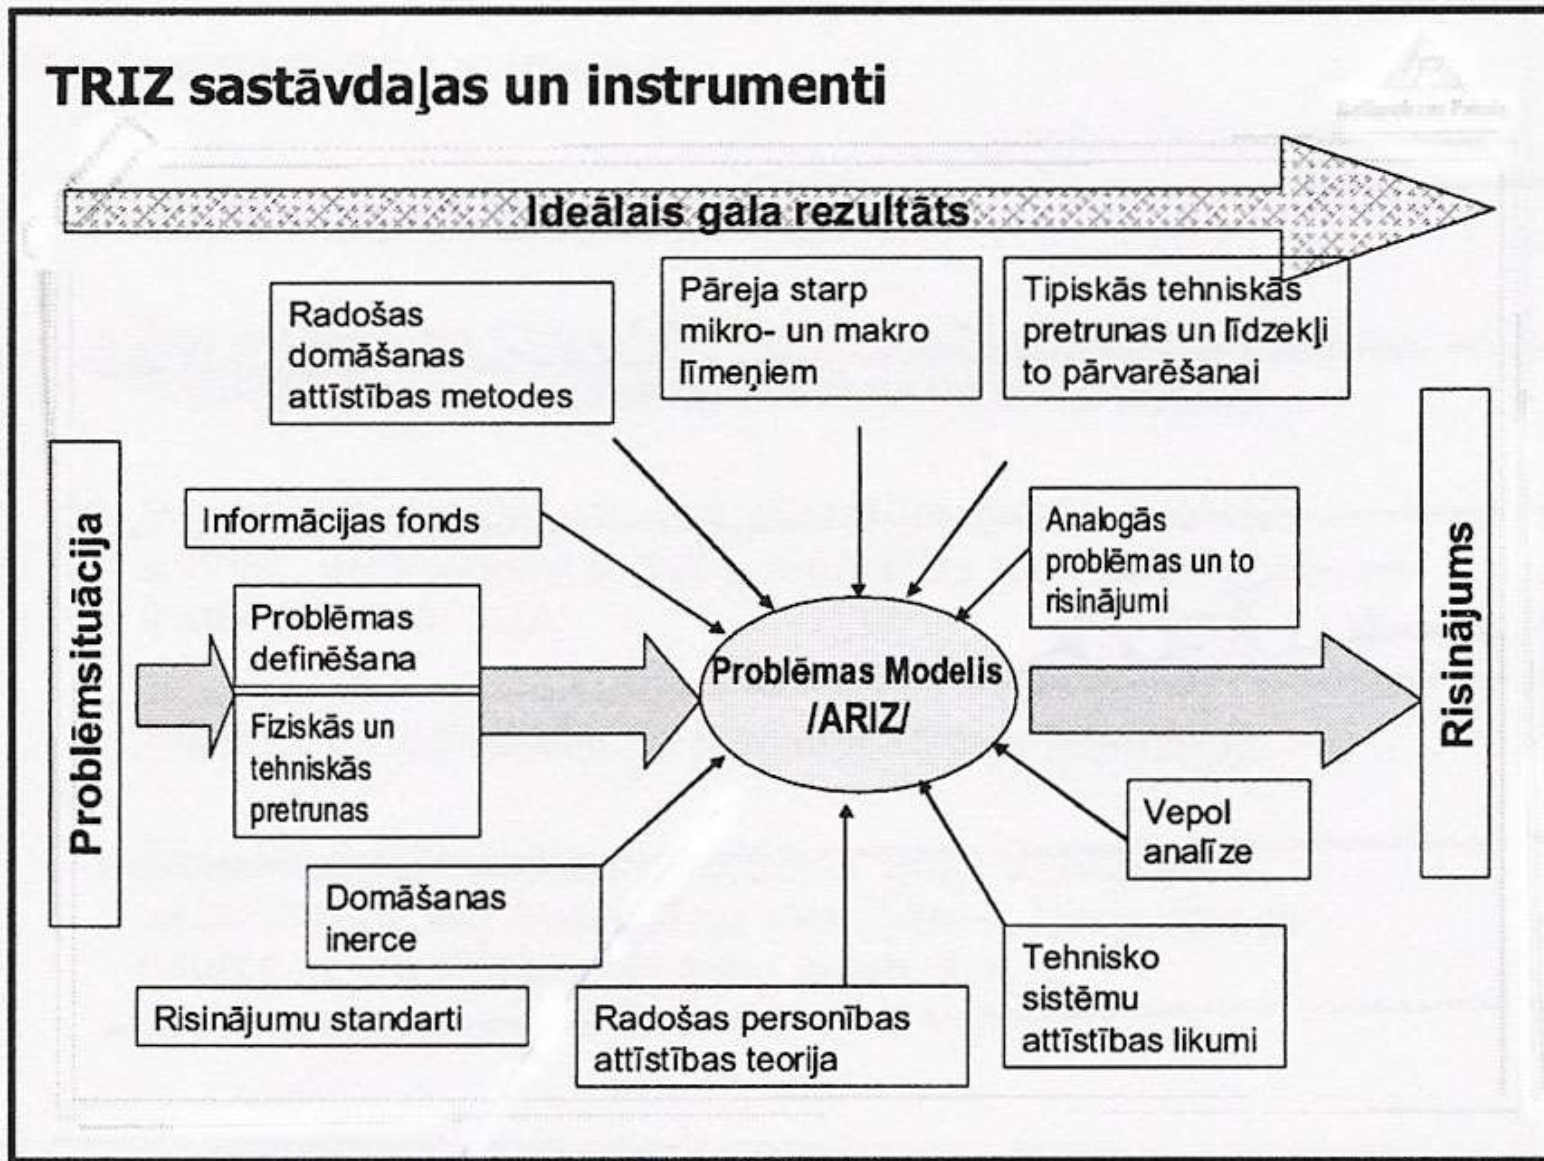 TRIZ sastāvdaļas un instrumenti
Ideālais gala rezultāts
Radošas
domāšanas
attīstības metodes
Pāreja starp
mikro- un makro
līmeņiem
Tipiskās tehniskās
pretrunas un līdzekļi
to pārvarēšanai
Problēmsituācija
Informācijas fonds
Analogās
problēmas un to
risinājumi
Risinājums
Problēmas
definēšana
Fiziskās un
tehniskās
pretrunas
Problēmas Modelis
/ARIZ/
Vepol
analīze
Domāšanas
inerce
Risinājumu standarti
Radošas personības
attīstības teorija
Tehnisko
sistēmu
attīstības likumi